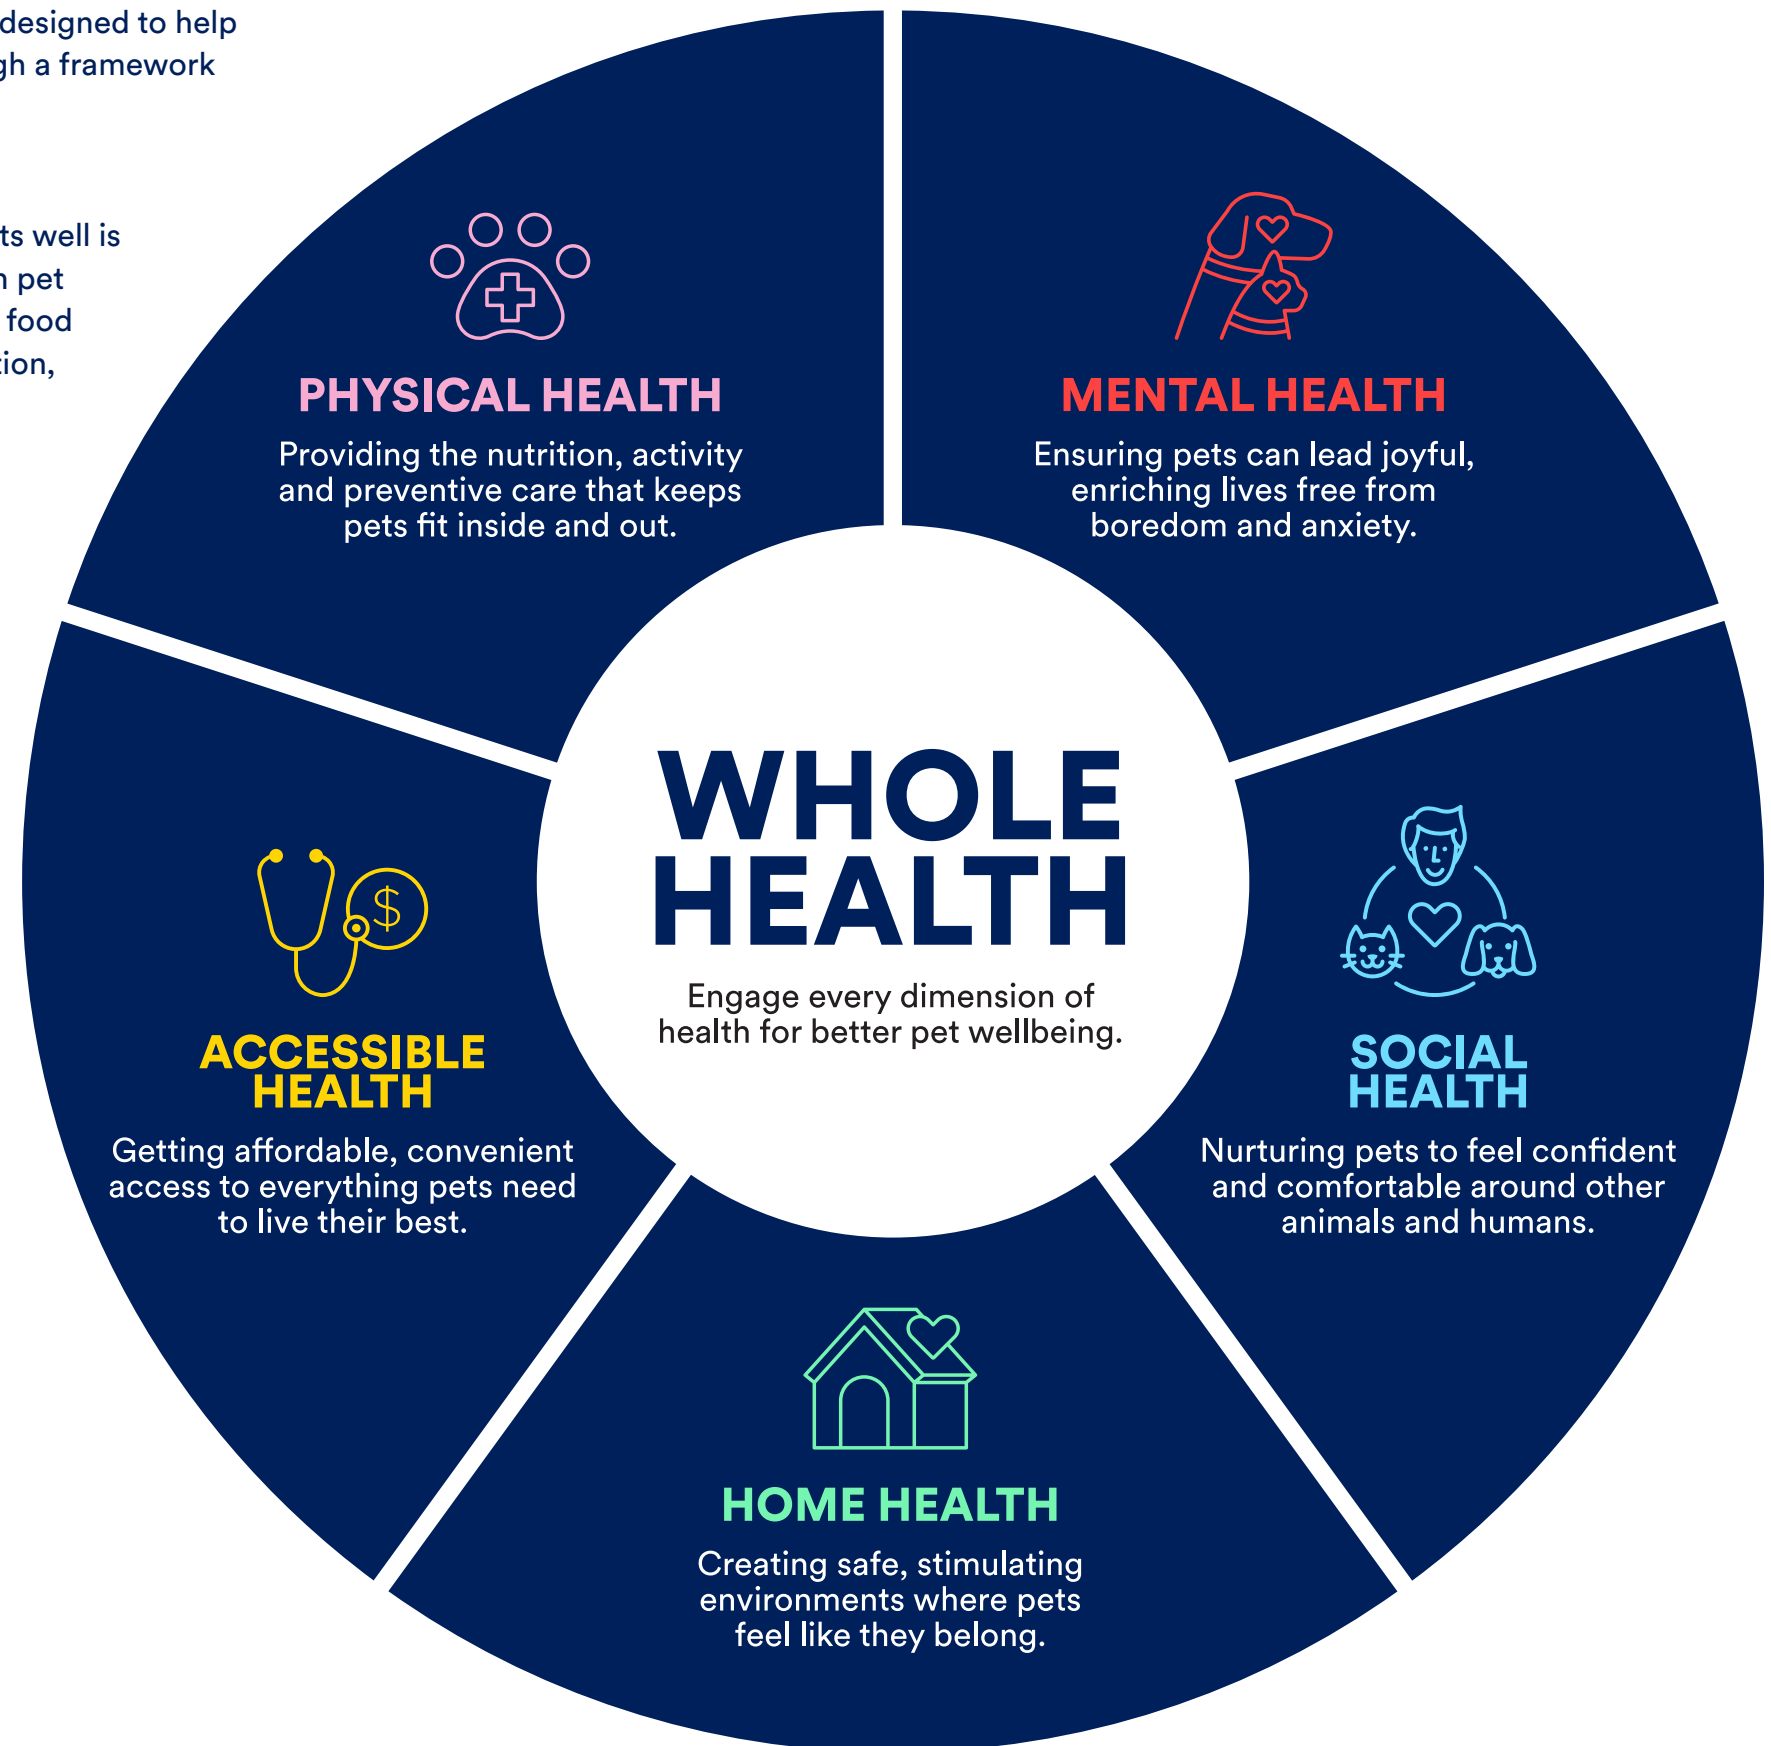 designed to help
gh a framework
ts well is
n pet
food
tion,
PHYSICAL HEALTH
Providing the nutrition, activity
and preventive care that keeps
pets fit inside and out.
MENTAL HEALTH
Ensuring pets can lead joyful,
enriching lives free from
boredom and anxiety.
WHOLE
HEALTH
Engage every dimension of
health for better pet wellbeing.
$
ACCESSIBLE
HEALTH
Getting affordable, convenient
access to everything pets need
to live their best.
SOCIAL
HEALTH
Nurturing pets to feel confident
and comfortable around other
animals and humans.
HOME HEALTH
Creating safe, stimulating
environments where pets
feel like they belong.